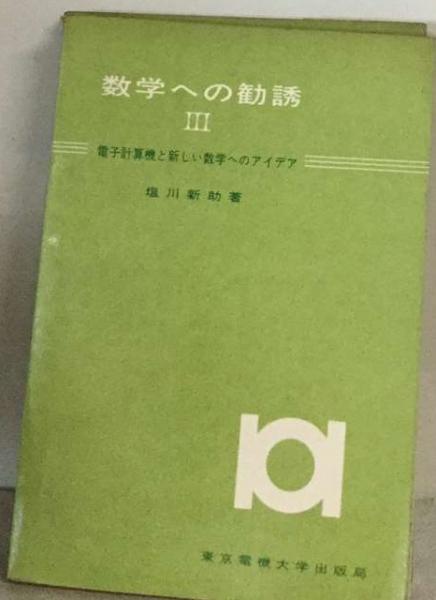 数学への勧誘
III
電子計算機と新しい数学へのアイデア
塩川新助著
東京電機大学出版局